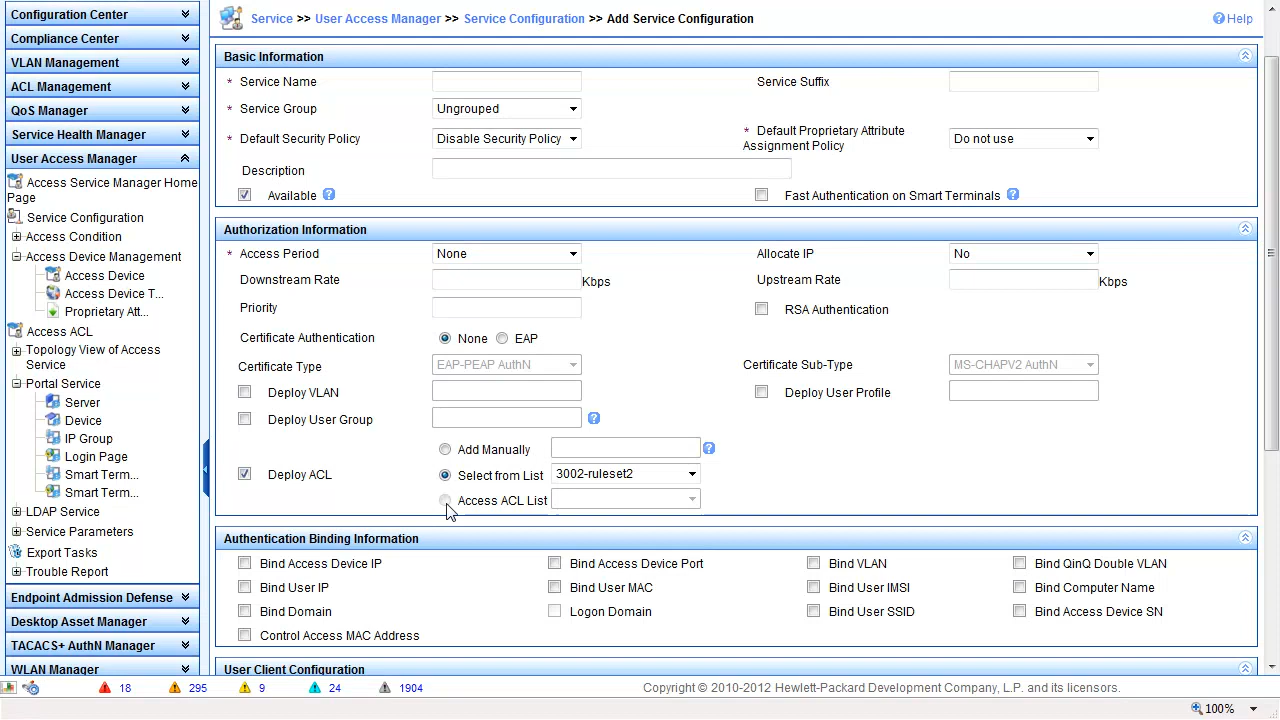 Configuration Center
Compliance Center
VLAN Management
ACL Management
QoS Manager
Service Health Manager
User Access Manager
Access Service Manager Home
Page
Service Configuration
Access Condition
Access Device Management
Access Device
Access Device T...
Proprietary Att...
Access ACL
Topology View of Access
Service
Portal Service
Server
Device
IP Group
Login Page
Smart Term...
Smart Term...
LDAP Service
Service Parameters
Export Tasks
Trouble Report
Endpoint Admission Defense
Desktop Asset Manager
TACACS+ AuthN Manager
WLAN Manager
Service >> User Access Manager >> Service Configuration >> Add Service Configuration
Help
Basic Information
* Service Name
Service Suffix
* Service Group Ungrouped
* Default Security Policy Disable Security Policy
* Default Proprietary Attribute
Assignment Policy Do not use
Description
Available
Fast Authentication on Smart Terminals
Authorization Information
* Access Period None
Allocate IP No
Downstream Rate Kbps
Upstream Rate Kbps
Priority
RSA Authentication
Certificate Authentication None EAP
Certificate Type EAP-PEAP AuthN
Certificate Sub-Type MS-CHAPV2 AuthN
Deploy VLAN
Deploy User Profile
Deploy User Group
Add Manually
Deploy ACL Select from List 3002-ruleset2
Access ACL List
Authentication Binding Information
Bind Access Device IP Bind Access Device Port Bind VLAN Bind QinQ Double VLAN
Bind User IP Bind User MAC Bind User IMSI Bind Computer Name
Bind Domain Logon Domain Bind User SSID Bind Access Device SN
Control Access MAC Address
User Client Configuration
18 295 9 24 1904
Copyright © 2010-2012 Hewlett-Packard Development Company, L.P. and its licensors.
100%